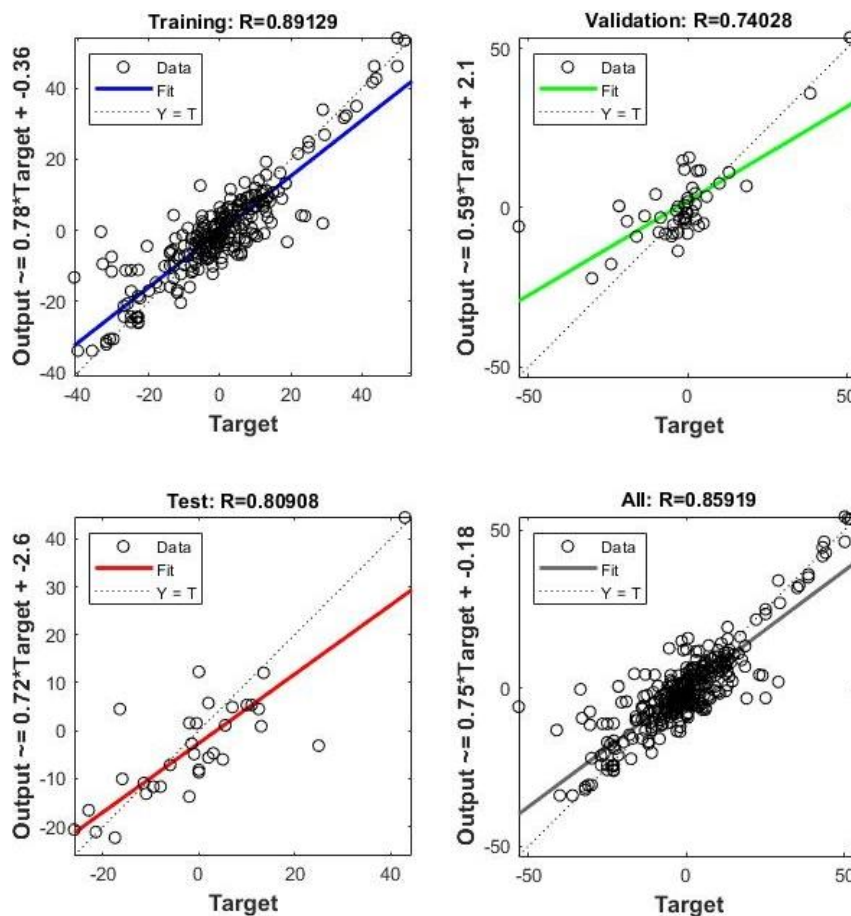 Training: R=0.89129
Output ~= 0.78*Target + -0.36
40
20
0
-20
-40
Data
Fit
Y = T
-40
-20
0
20
40
Target
Validation: R=0.74028
Output ~= 0.59*Target + 2.1
50
0
-50
Data
Fit
Y = T
-50
0
50
Target
Test: R=0.80908
Output ~= 0.72*Target + -2.6
40
30
20
10
0
-10
-20
Data
Fit
Y = T
-20
0
20
40
Target
All: R=0.85919
Output ~= 0.75*Target + -0.18
50
0
-50
Data
Fit
Y = T
-50
0
50
Target